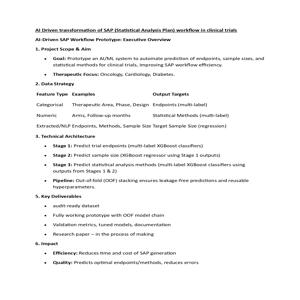 AI Driven transformation of SAP (Statistical Analysis Plan) workflow in clinical trials
AI-Driven SAP Workflow Prototype: Executive Overview
1. Project Scope & Aim
• Goal: Prototype an AI/ML system to automate prediction of endpoints, sample sizes, and
statistical methods for clinical trials, improving SAP workflow efficiency.
• Therapeutic Focus: Oncology, Cardiology, Diabetes.
2. Data Strategy
Feature Type Examples Output Targets
Categorical Therapeutic Area, Phase, Design Endpoints (multi-label)
Numeric Arms, Follow-up months Statistical Methods (multi-label)
Extracted/NLP Endpoints, Methods, Sample Size Target Sample Size (regression)
3. Technical Architecture
• Stage 1: Predict trial endpoints (multi-label XGBoost classifiers)
• Stage 2: Predict sample size (XGBoost regressor using Stage 1 outputs)
• Stage 3: Predict statistical analysis methods (multi-label XGBoost classifiers using
outputs from Stages 1 & 2)
• Pipeline: Out-of-fold (OOF) stacking ensures leakage-free predictions and reusable
hyperparameters.
5. Key Deliverables
• audit-ready dataset
• Fully working prototype with OOF model chain
• Validation metrics, tuned models, documentation
• Research paper – in the process of making
6. Impact
• Efficiency: Reduces time and cost of SAP generation
• Quality: Predicts optimal endpoints/methods, reduces errors